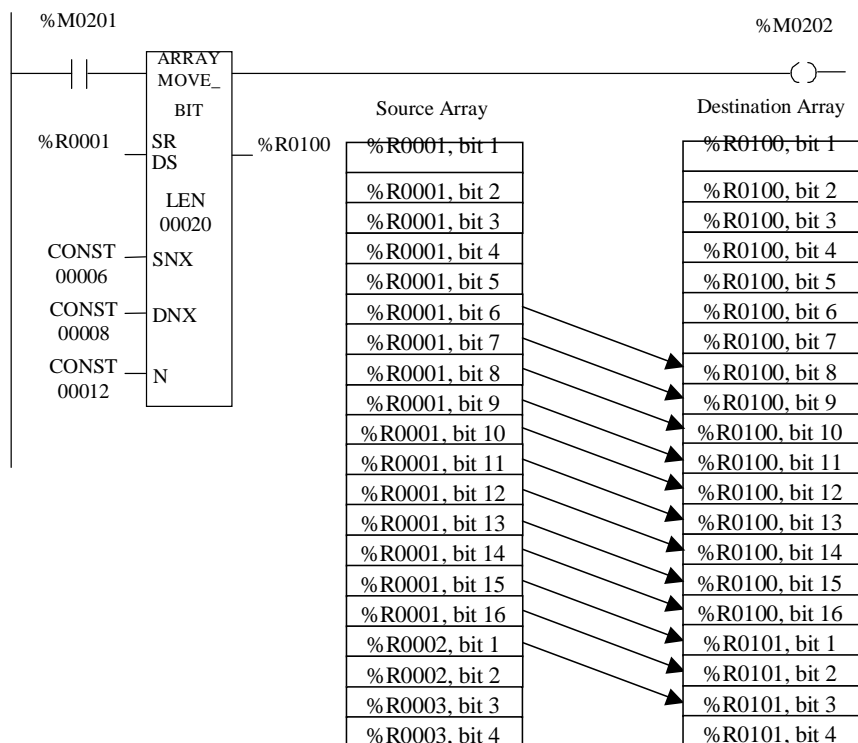 %M0201
%M0202
ARRAY
MOVE_
BIT
%R0001
SR
DS
%R0100
LEN
00020
CONST
00006
SNX
CONST
00008
DNX
CONST
00012
N
Source Array
%R0001, bit 1
%R0001, bit 2
%R0001, bit 3
%R0001, bit 4
%R0001, bit 5
%R0001, bit 6
%R0001, bit 7
%R0001, bit 8
%R0001, bit 9
%R0001, bit 10
%R0001, bit 11
%R0001, bit 12
%R0001, bit 13
%R0001, bit 14
%R0001, bit 15
%R0001, bit 16
%R0002, bit 1
%R0002, bit 2
%R0003, bit 3
%R0003, bit 4
Destination Array
%R0100, bit 1
%R0100, bit 2
%R0100, bit 3
%R0100, bit 4
%R0100, bit 5
%R0100, bit 6
%R0100, bit 7
%R0100, bit 8
%R0100, bit 9
%R0100, bit 10
%R0100, bit 11
%R0100, bit 12
%R0100, bit 13
%R0100, bit 14
%R0100, bit 15
%R0100, bit 16
%R0101, bit 1
%R0101, bit 2
%R0101, bit 3
%R0101, bit 4